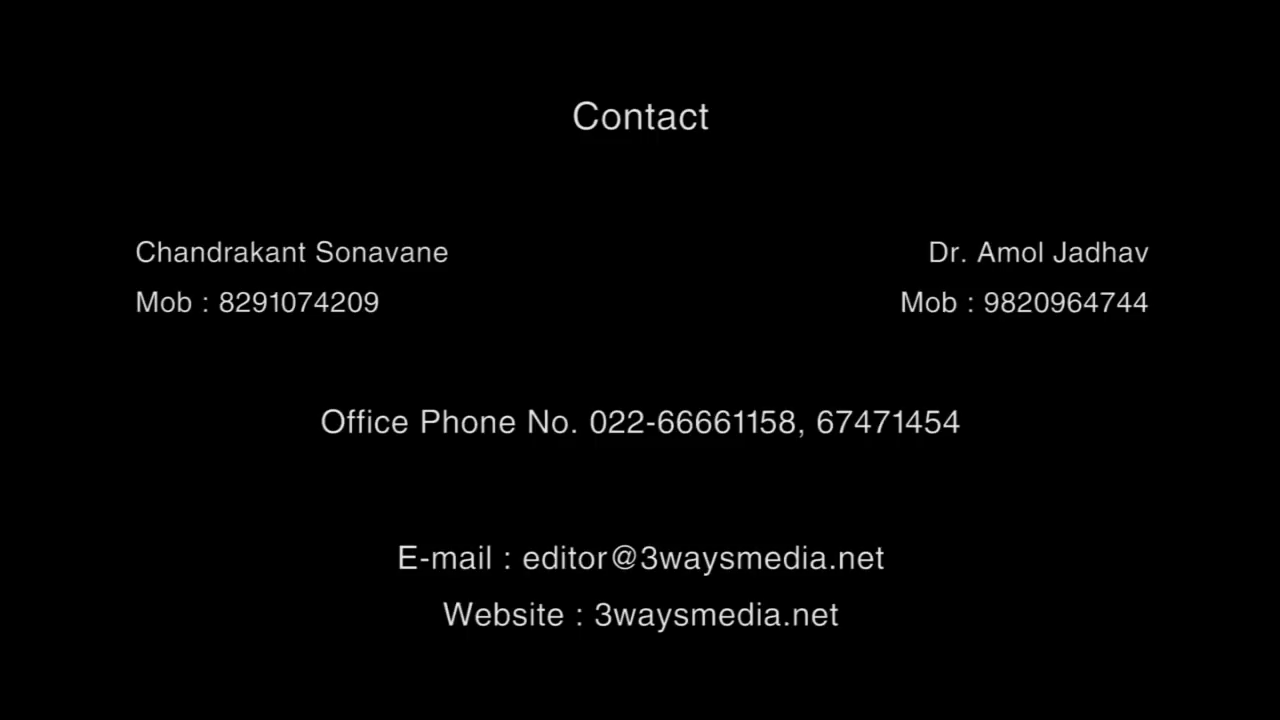 Contact
Chandrakant Sonavane
Dr. Amol Jadhav
Mob : 8291074209
Mob : 9820964744
Office Phone No. 022-66661158, 67471454
E-mail : editor@3waysmedia.net
Website : 3waysmedia.net